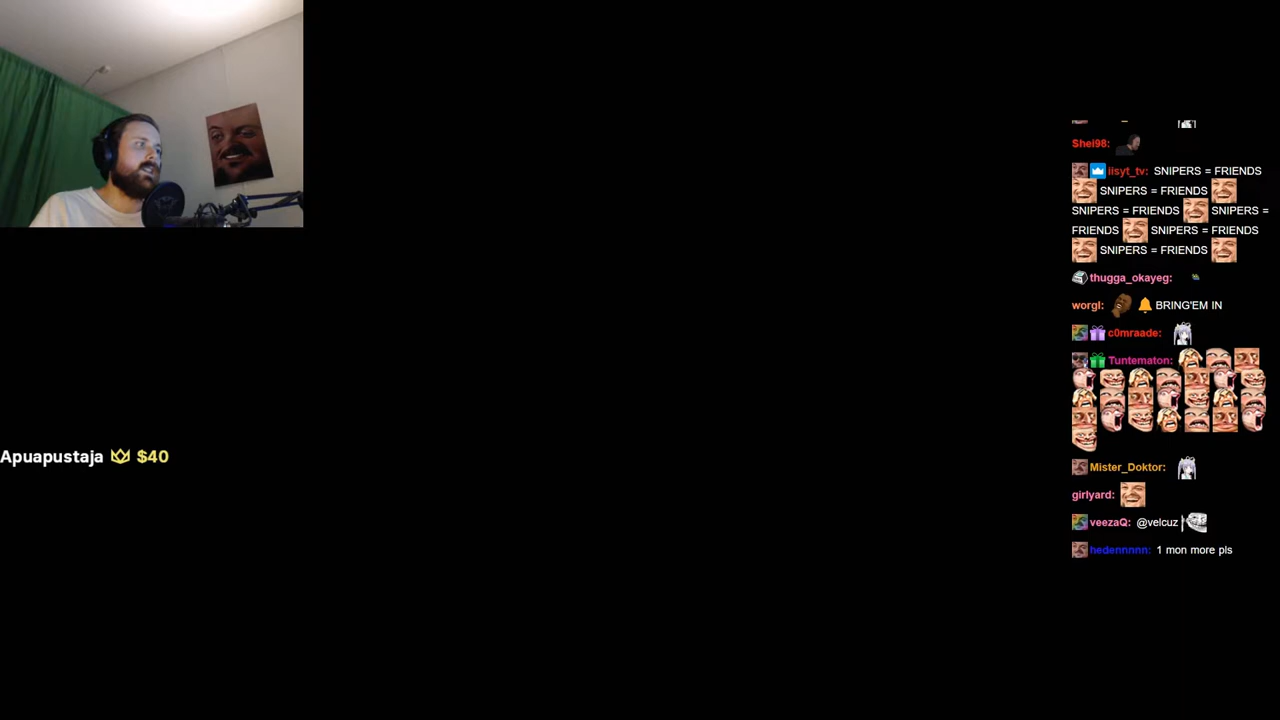 Shei98:
iisyt_tv: SNIPERS = FRIENDS
SNIPERS = FRIENDS
SNIPERS = FRIENDS SNIPERS =
FRIENDS SNIPERS = FRIENDS
SNIPERS = FRIENDS
thugga_okayeg:
worgl: BRING'EM IN
c0mraade:
Tuntematon:
Apuapustaja $40
Mister_Doktor:
girlyard:
veezaQ: @velcuz
hedennnnn: 1 mon more pls